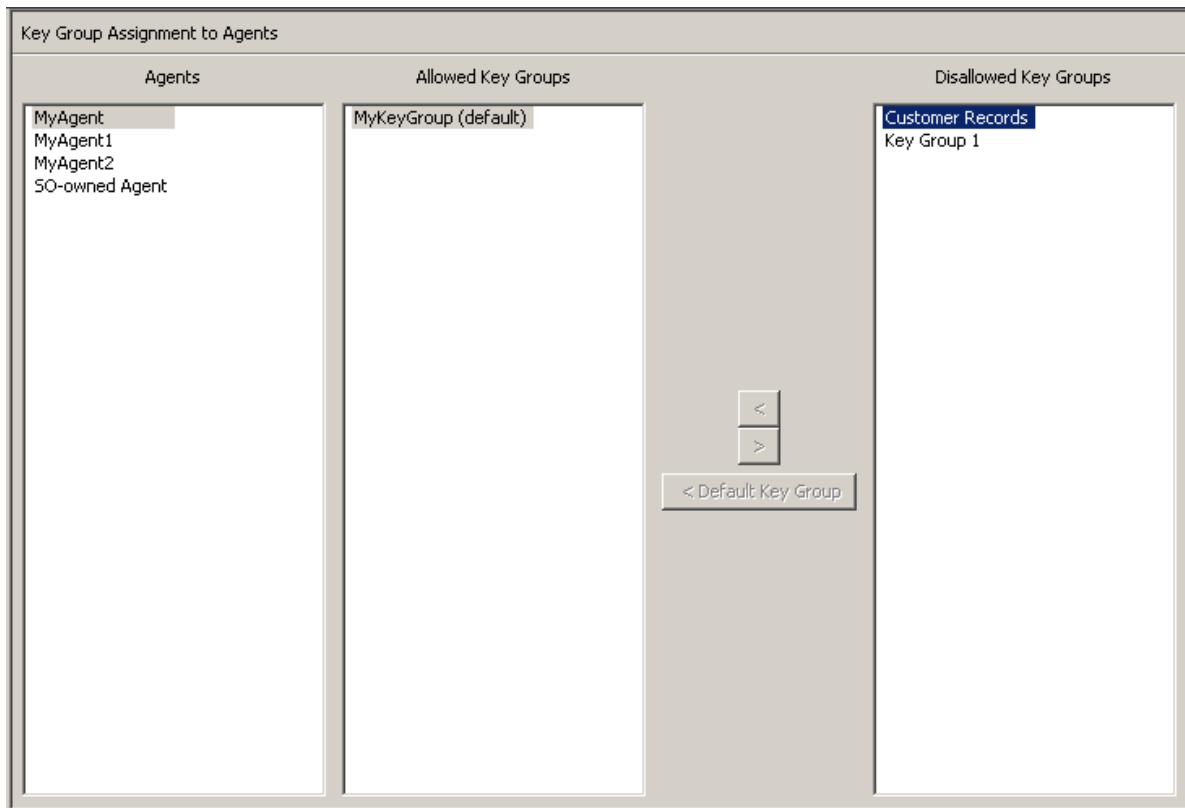 Key Group Assignment to Agents
Agents
Allowed Key Groups
Disallowed Key Groups
MyAgent
MyAgent1
MyAgent2
SO-owned Agent
MyKeyGroup (default)
<
>
< Default Key Group
Customer Records
Key Group 1